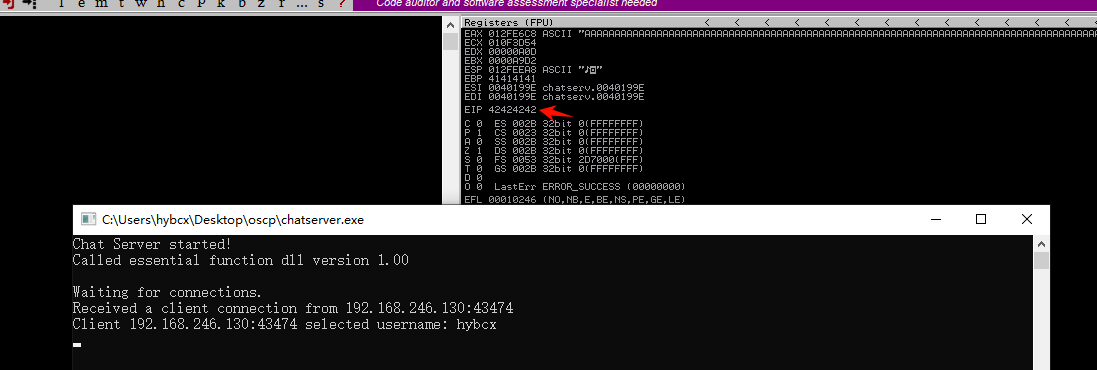 l e m t w h c P k b z r ... s ?
Code auditor and software assessment specialist needed
Registers (FPU) < < < < < < < < < < < <
EAX 012FE6C8 ASCII "AAAAAAAAAAAAAAAAAAAAAAAAAAAAAAAAAAAAAAAAAAAAAAAAAAAAAAAAAAAAAAAAAAAAAAAAAAAAAAAA
ECX 010F3D54
EDX 00000A0D
EBX 0000A9D2
ESP 012FEEA8 ASCII "♪◙"
EBP 41414141
ESI 0040199E chatserv.0040199E
EDI 0040199E chatserv.0040199E
EIP 42424242
C 0 ES 002B 32bit 0(FFFFFFFF)
P 1 CS 0023 32bit 0(FFFFFFFF)
A 0 SS 002B 32bit 0(FFFFFFFF)
Z 1 DS 002B 32bit 0(FFFFFFFF)
S 0 FS 0053 32bit 2D7000(FFF)
T 0 GS 002B 32bit 0(FFFFFFFF)
D 0
O 0 LastErr ERROR_SUCCESS (00000000)
EFL 00010246 (NO,NB,E,BE,NS,PE,GE,LE)
C:\Users\hybcx\Desktop\oscp\chatserver.exe
Chat Server started!
Called essential function dll version 1.00
Waiting for connections.
Received a client connection from 192.168.246.130:43474
Client 192.168.246.130:43474 selected username: hybcx